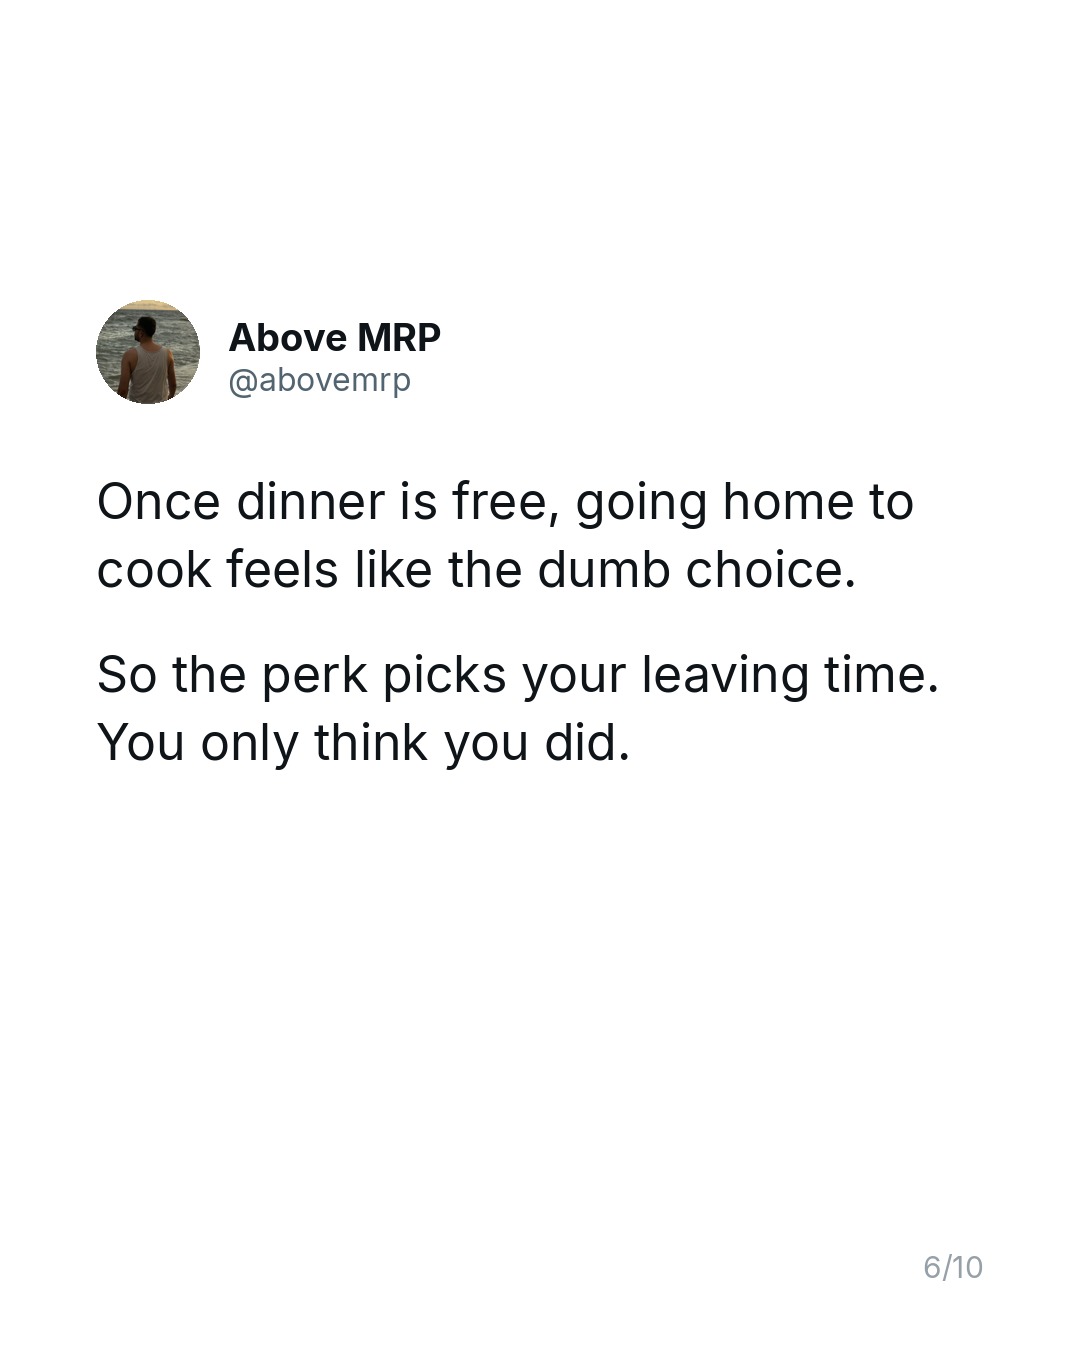 Above MRP
@abovemrp
Once dinner is free, going home to
cook feels like the dumb choice.
So the perk picks your leaving time.
You only think you did.
6/10